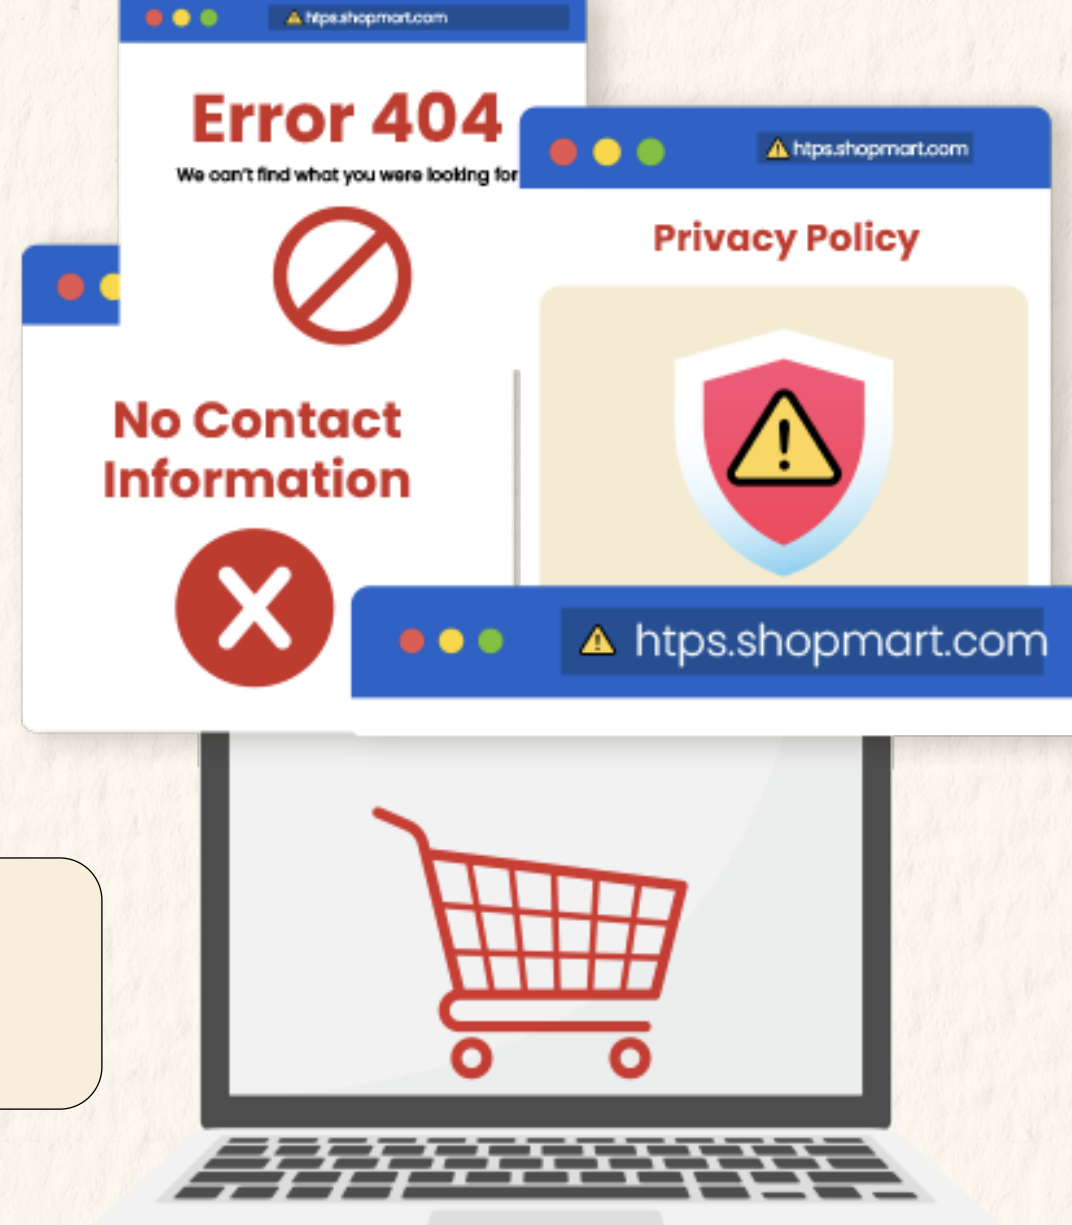 htps.shopmart.com
Error 404
We can't find what you were looking for
htps.shopmart.com
Privacy Policy
No Contact
Information
htps.shopmart.com